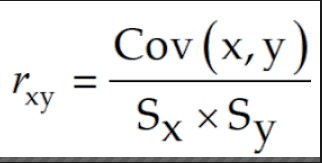 r_xy = Cov (x, y) / S_x × S_y